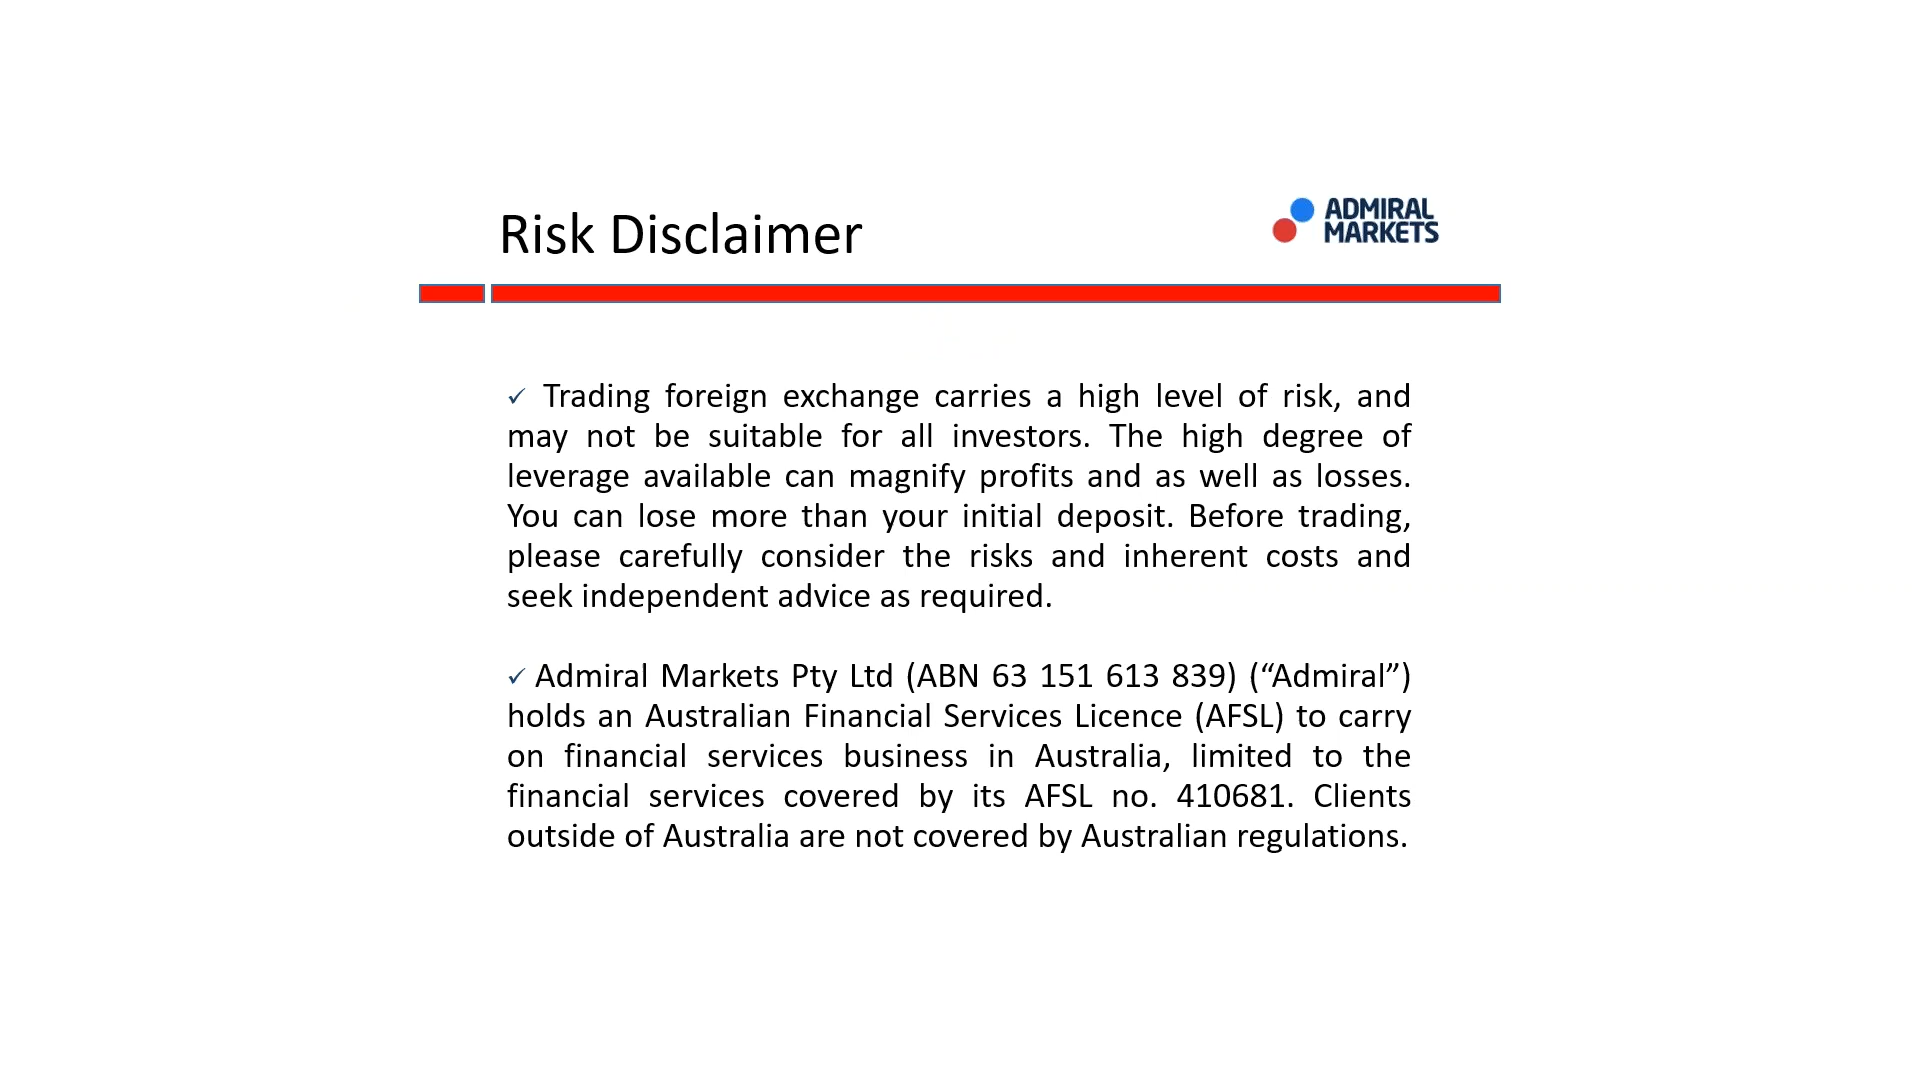 Risk Disclaimer
ADMIRAL
MARKETS
✓ Trading foreign exchange carries a high level of risk, and
may not be suitable for all investors. The high degree of
leverage available can magnify profits and as well as losses.
You can lose more than your initial deposit. Before trading,
please carefully consider the risks and inherent costs and
seek independent advice as required.
✓ Admiral Markets Pty Ltd (ABN 63 151 613 839) (“Admiral”)
holds an Australian Financial Services Licence (AFSL) to carry
on financial services business in Australia, limited to the
financial services covered by its AFSL no. 410681. Clients
outside of Australia are not covered by Australian regulations.